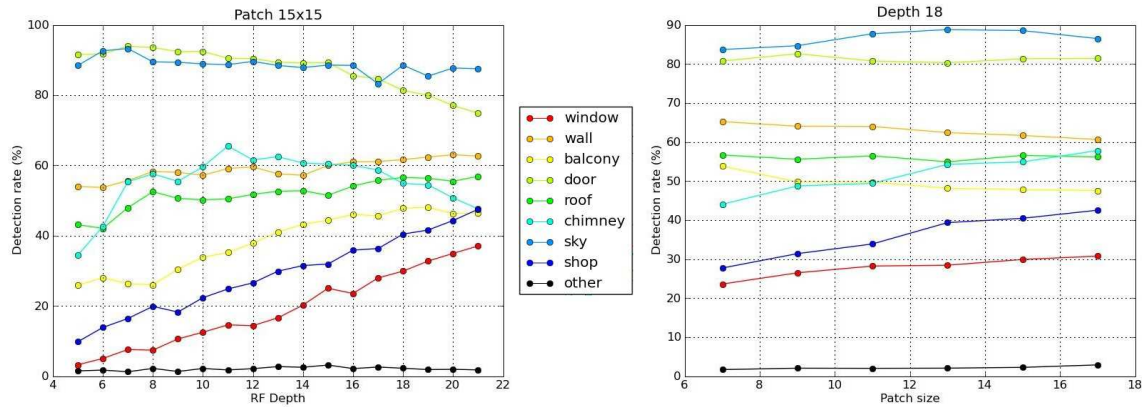 Patch 15x15
100
80
60
40
20
0
Detection rate (%)
4 6 8 10 12 14 16 18 20 22
RF Depth
window
wall
balcony
door
roof
chimney
sky
shop
other
Depth 18
90
80
70
60
50
40
30
20
10
0
Detection rate (%)
6 8 10 12 14 16 18
Patch size